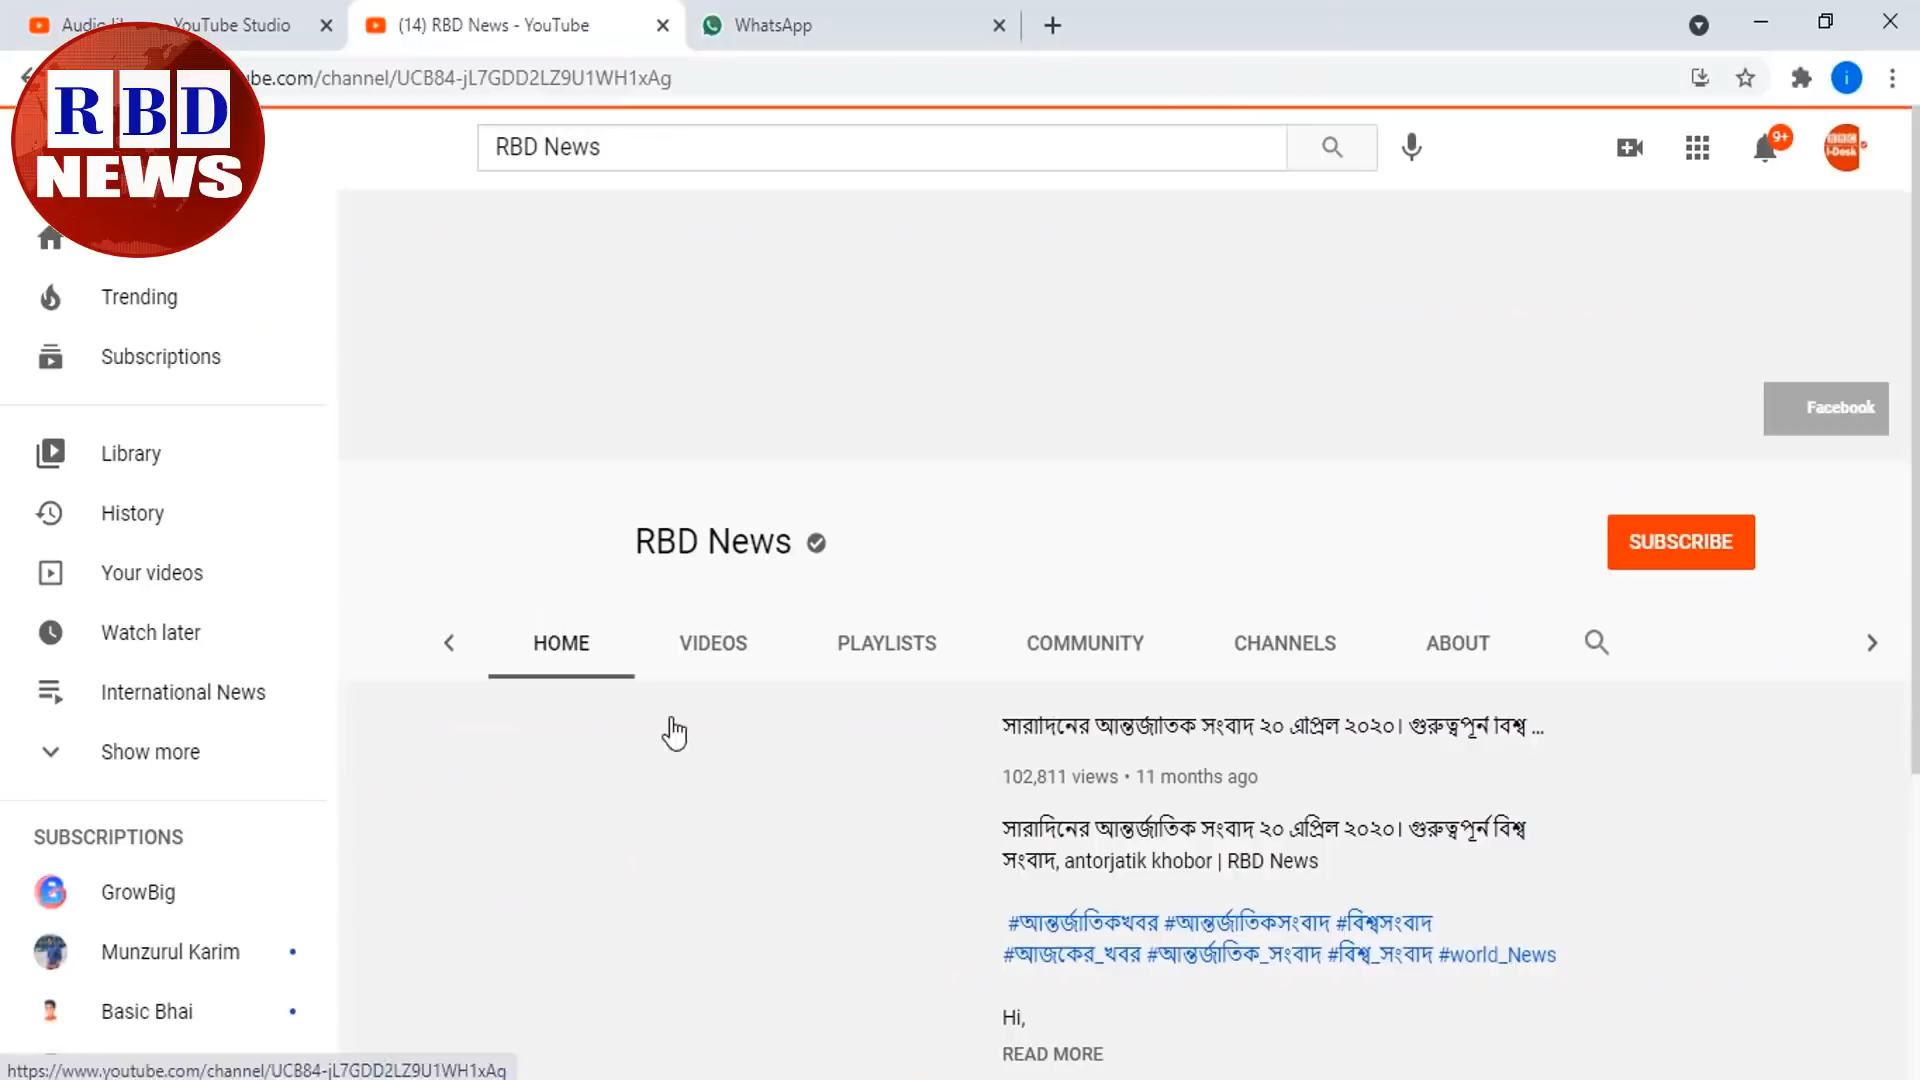 YouTube Studio
(14) RBD News - YouTube
WhatsApp
be.com/channel/UCB84-jL7GDD2LZ9U1WH1xAg
RBD
NEWS
RBD News
9+
i-Desk
Trending
Subscriptions
Facebook
Library
History
RBD News
SUBSCRIBE
Your videos
Watch later
HOME
VIDEOS
PLAYLISTS
COMMUNITY
CHANNELS
ABOUT
International News
সারাদিনের আন্তর্জাতিক সংবাদ ২০ এপ্রিল ২০২০। গুরুত্বপূর্ন বিশ্ব ...
Show more
102,811 views • 11 months ago
SUBSCRIPTIONS
সারাদিনের আন্তর্জাতিক সংবাদ ২০ এপ্রিল ২০২০। গুরুত্বপূর্ন বিশ্ব
সংবাদ, antorjatik khobor | RBD News
GrowBig
#আন্তর্জাতিকখবর #আন্তর্জাতিকসংবাদ #বিশ্বসংবাদ
Munzurul Karim
#আজকের_খবর #আন্তর্জাতিক_সংবাদ #বিশ্ব_সংবাদ #world_News
Basic Bhai
Hi,
READ MORE
https://www.youtube.com/channel/UCB84-jL7GDD2LZ9U1WH1xAg